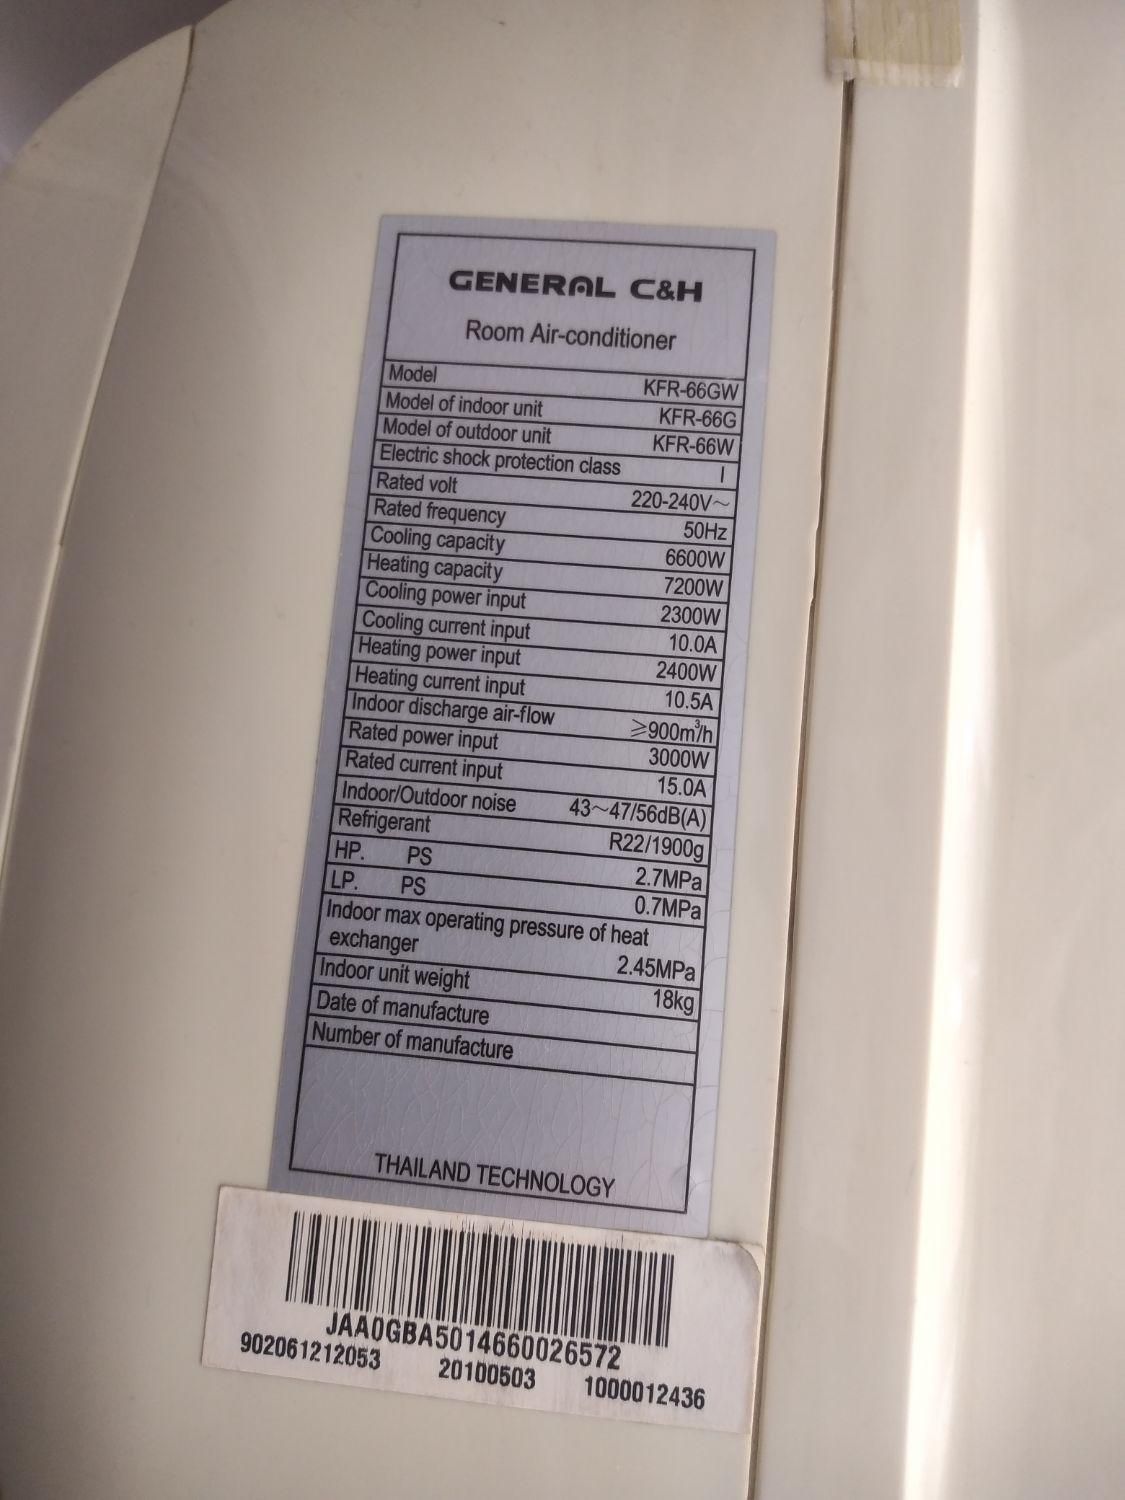 GENERAL C&H
Room Air-conditioner
Model KFR-66GW
Model of indoor unit KFR-66G
Model of outdoor unit KFR-66W
Electric shock protection class I
Rated volt 220-240V～
Rated frequency 50Hz
Cooling capacity 6600W
Heating capacity 7200W
Cooling power input 2300W
Cooling current input 10.0A
Heating power input 2400W
Heating current input 10.5A
Indoor discharge air-flow ≥900m³/h
Rated power input 3000W
Rated current input 15.0A
Indoor/Outdoor noise 43～47/56dB(A)
Refrigerant R22/1900g
HP. PS 2.7MPa
LP. PS 0.7MPa
Indoor max operating pressure of heat
exchanger 2.45MPa
Indoor unit weight 18kg
Date of manufacture
Number of manufacture
THAILAND TECHNOLOGY
JAA0GBA5014660026572
902061212053 20100503 1000012436